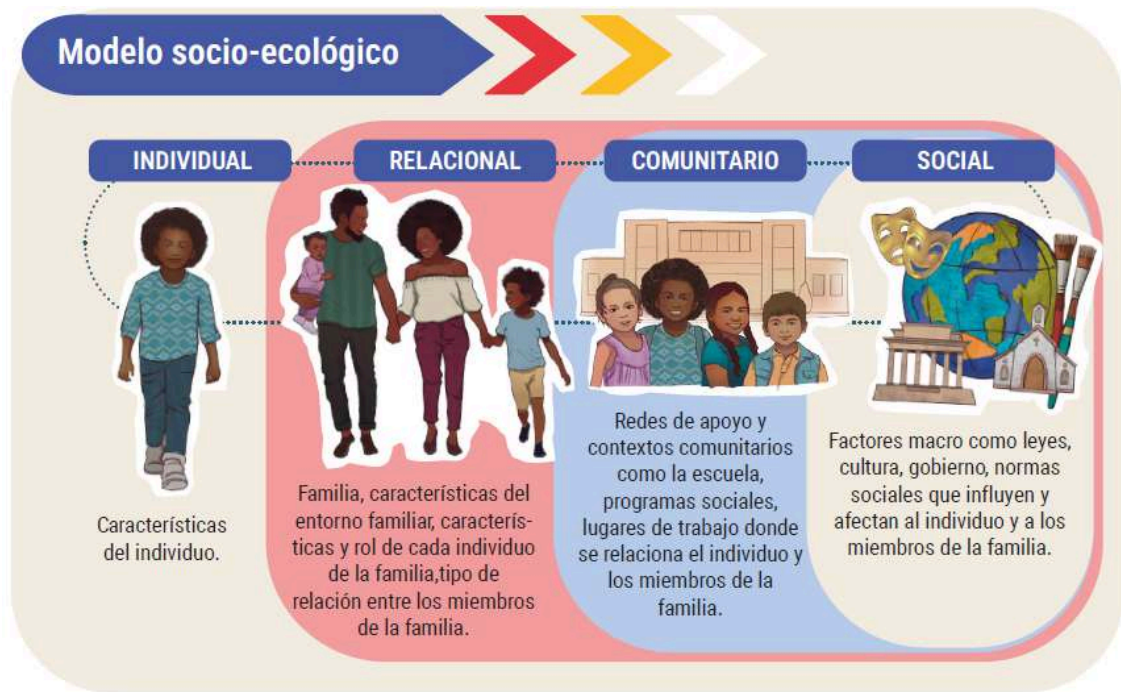 Modelo socio-ecológico
INDIVIDUAL
RELACIONAL
COMUNITARIO
SOCIAL
Características
del individuo.
Familia, características del
entorno familiar, caracterís-
ticas y rol de cada individuo
de la familia,tipo de
relación entre los miembros
de la familia.
Redes de apoyo y
contextos comunitarios
como la escuela,
programas sociales,
lugares de trabajo donde
se relaciona el individuo y
los miembros de la
familia.
Factores macro como leyes,
cultura, gobierno, normas
sociales que influyen y
afectan al individuo y a los
miembros de la familia.